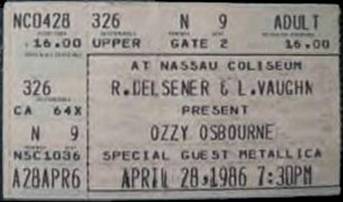 NC0428 326 N 9 ADULT
16.00 UPPER GATE 2 16.00
AT NASSAU COLISEUM
326 R.DELSENER & L.VAUGHN
CA 64X PRESENT
N 9 OZZY OSBOURNE
NSC1036 SPECIAL GUEST METALLICA
A28APR6 APRIL 28,1986 7:30PM